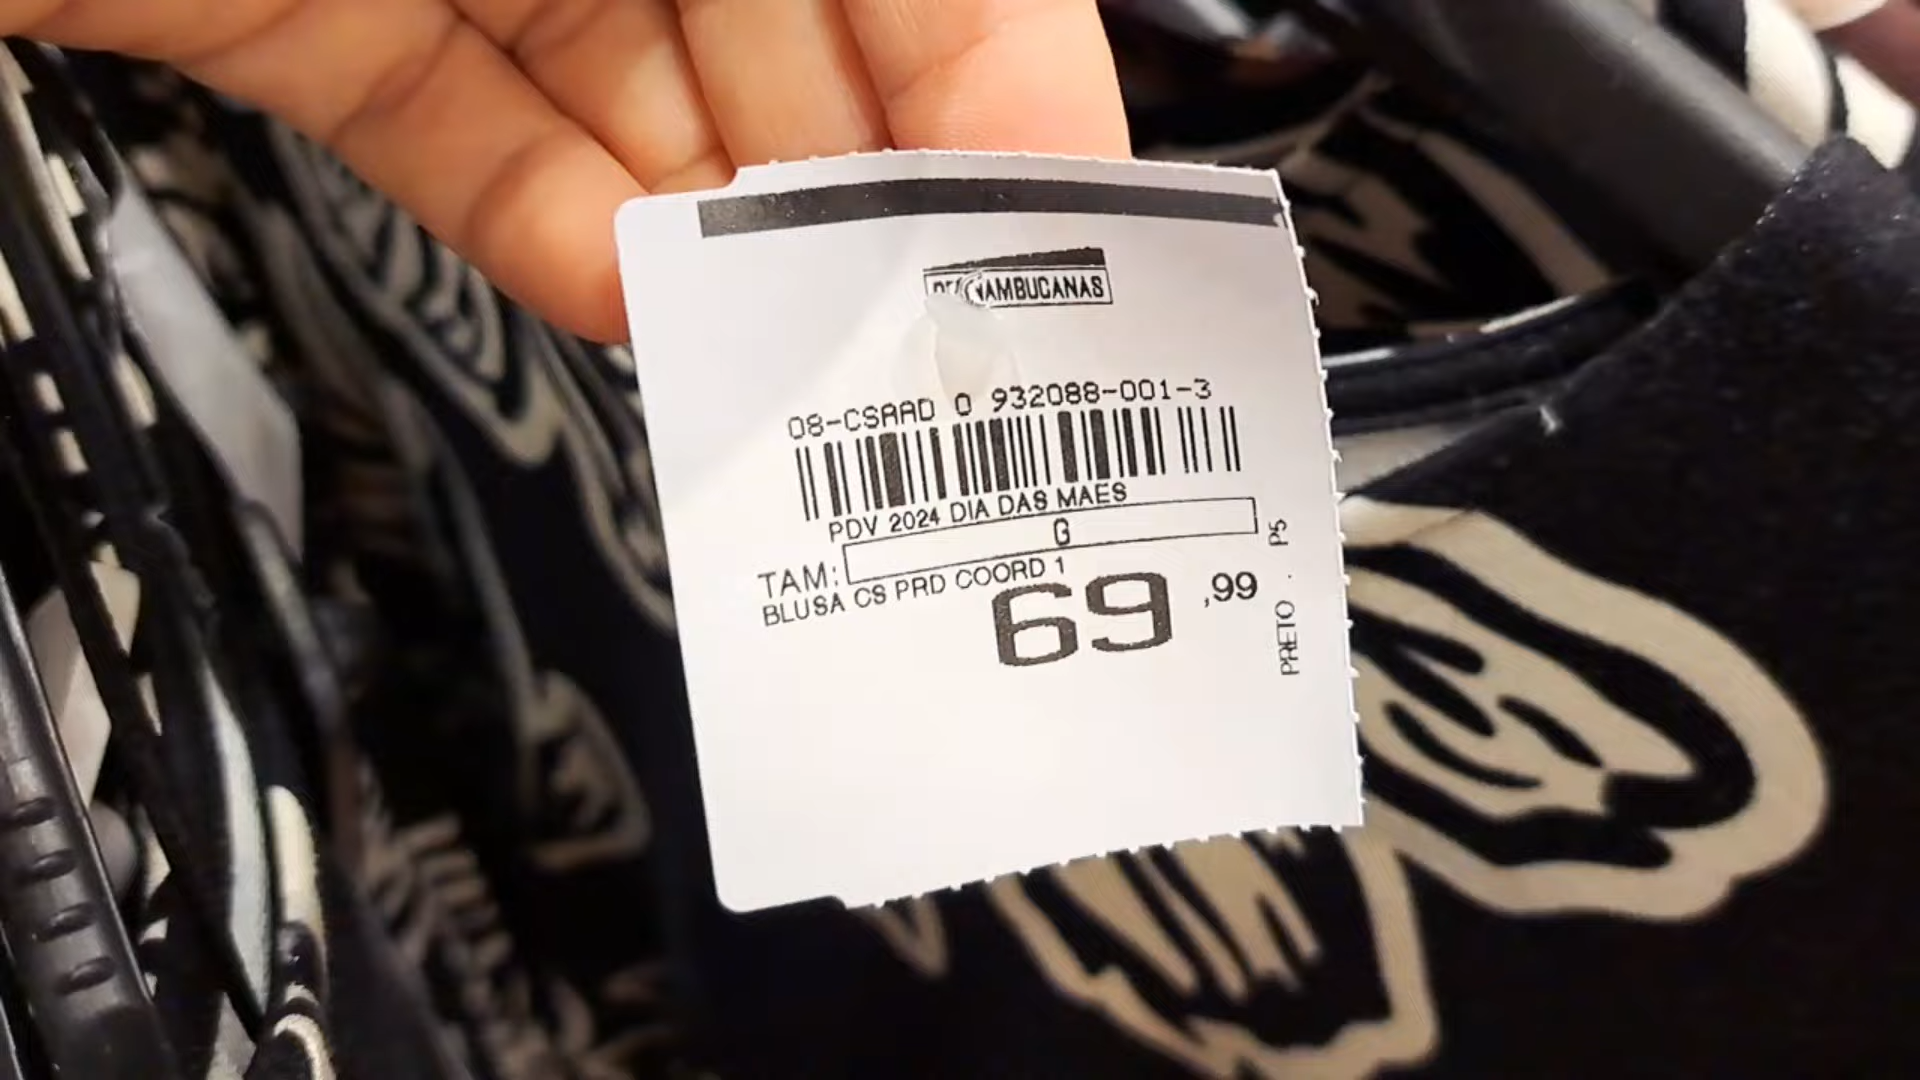 PERNAMBUCANAS
08-CSAAD 0 932088-001-3
PDV 2024 DIA DAS MAES
TAM: G
BLUSA CS PRD COORD 1
69,99
PRETO . P5